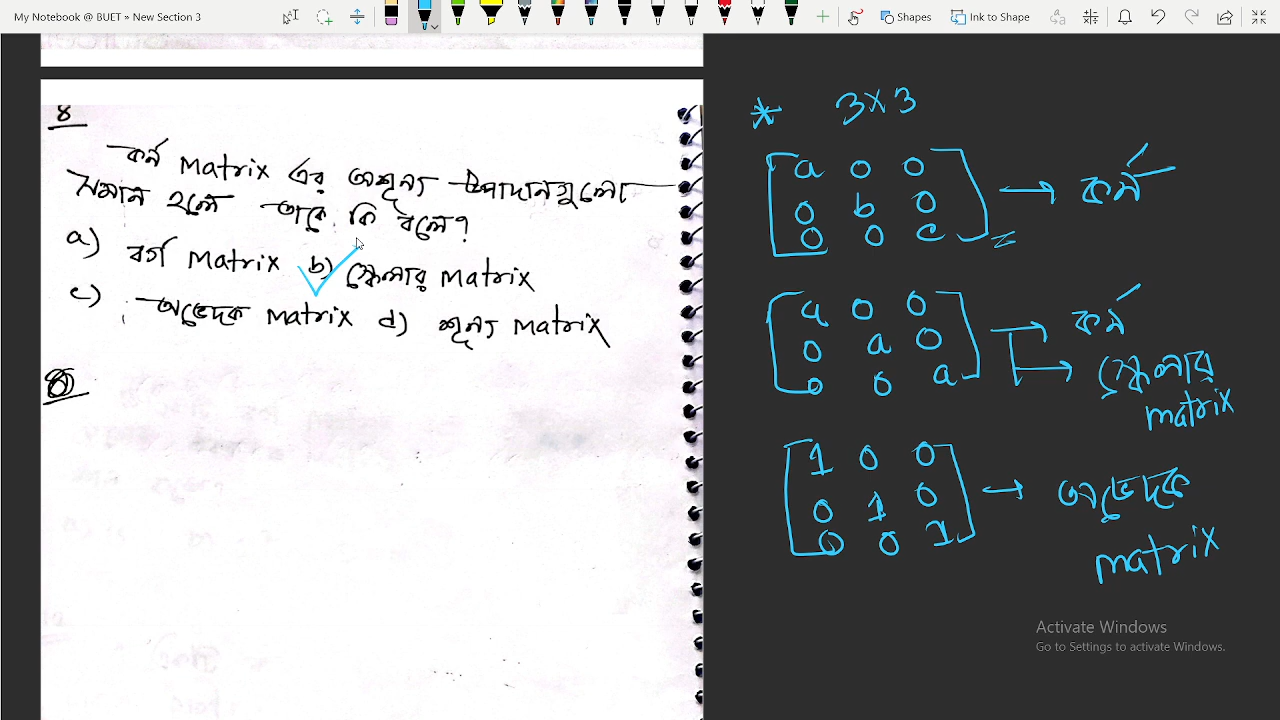 My Notebook @ BUET » New Section 3
Shapes
Ink to Shape
8
কর্ন Matrix এর অশূন্য উপাদানগুলো
সমান হলে তাকে কি বলে?
a) বর্গ Matrix b) স্কেলার Matrix
c) অভেদক Matrix d) শূন্য Matrix
* 3×3
a 0 0
0 b 0 → কর্ন
0 0 c
a 0 0 → কর্ন
0 a 0 → স্কেলার
0 0 a matrix
1 0 0
0 1 0 → অভেদক
0 0 1 matrix
Activate Windows
Go to Settings to activate Windows.